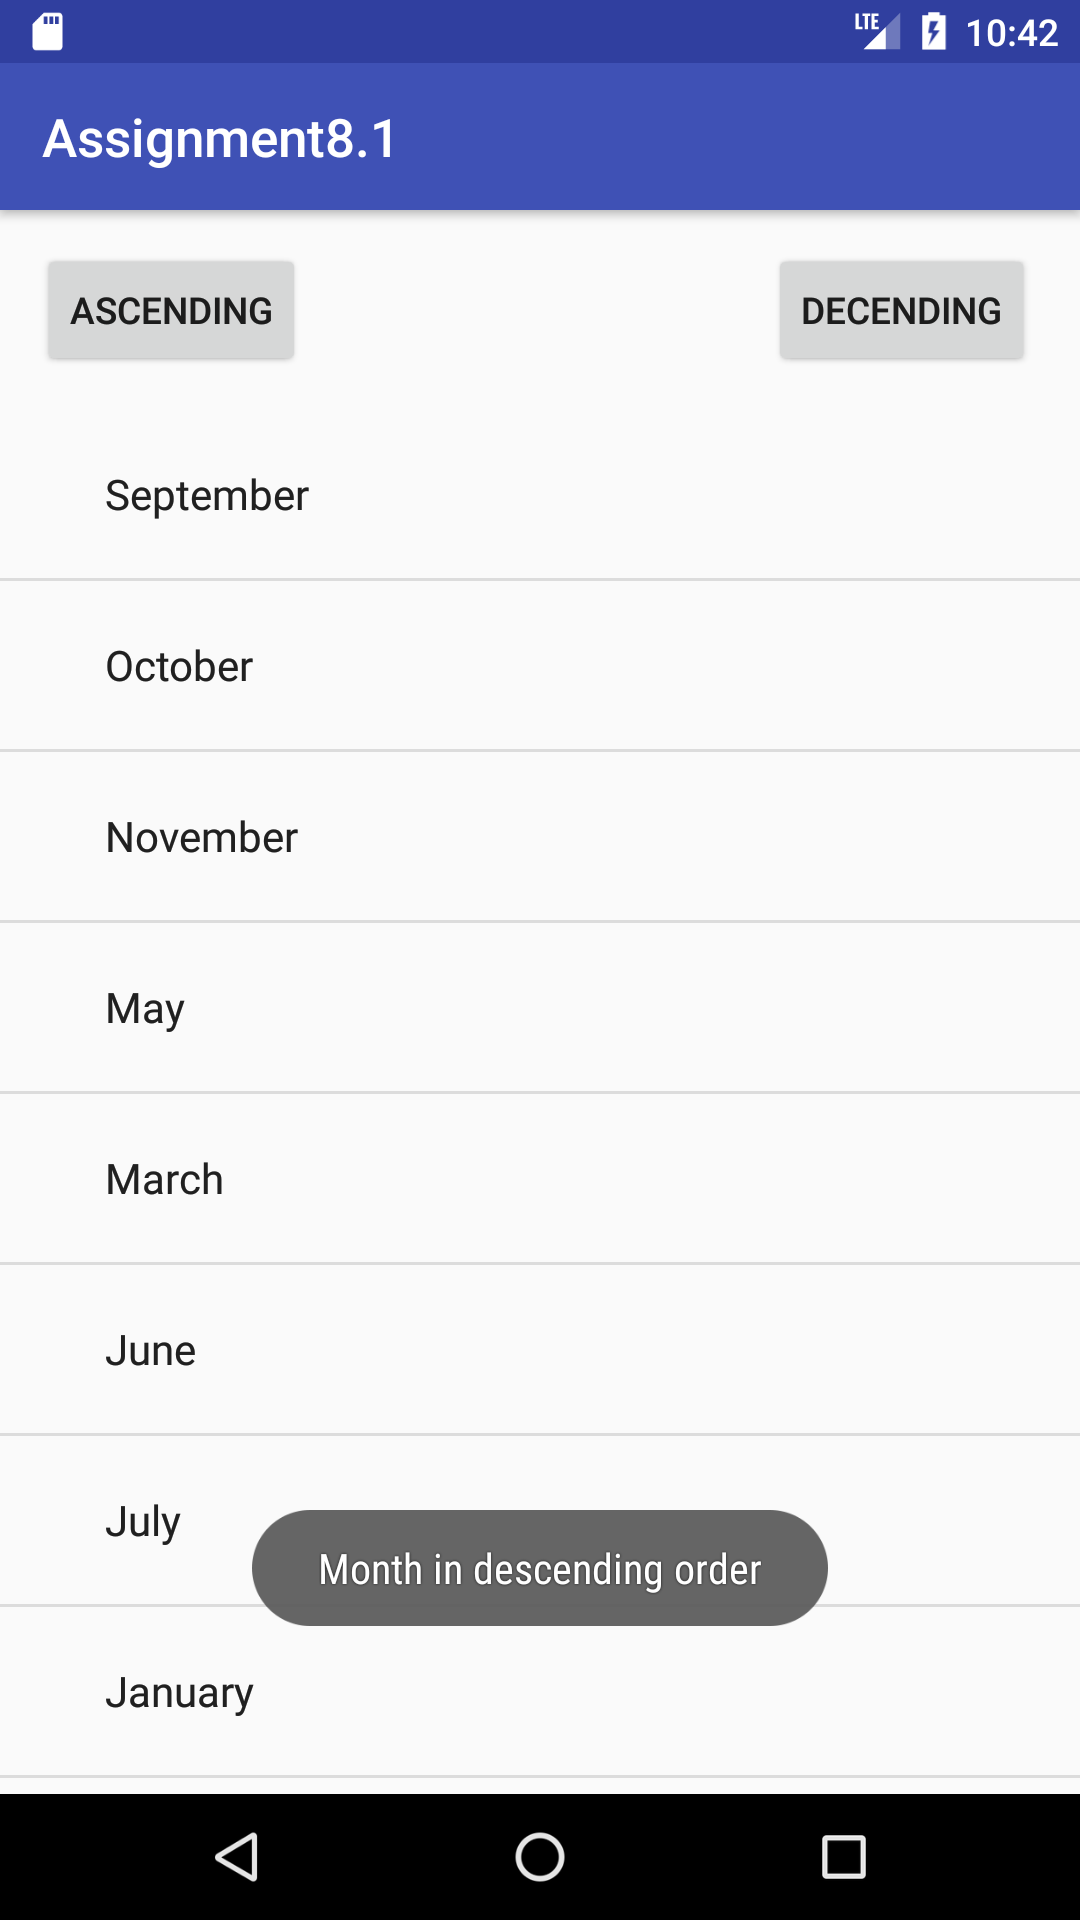 LTE 10:42
Assignment8.1
ASCENDING DECENDING
September
October
November
May
March
June
July
Month in descending order
January